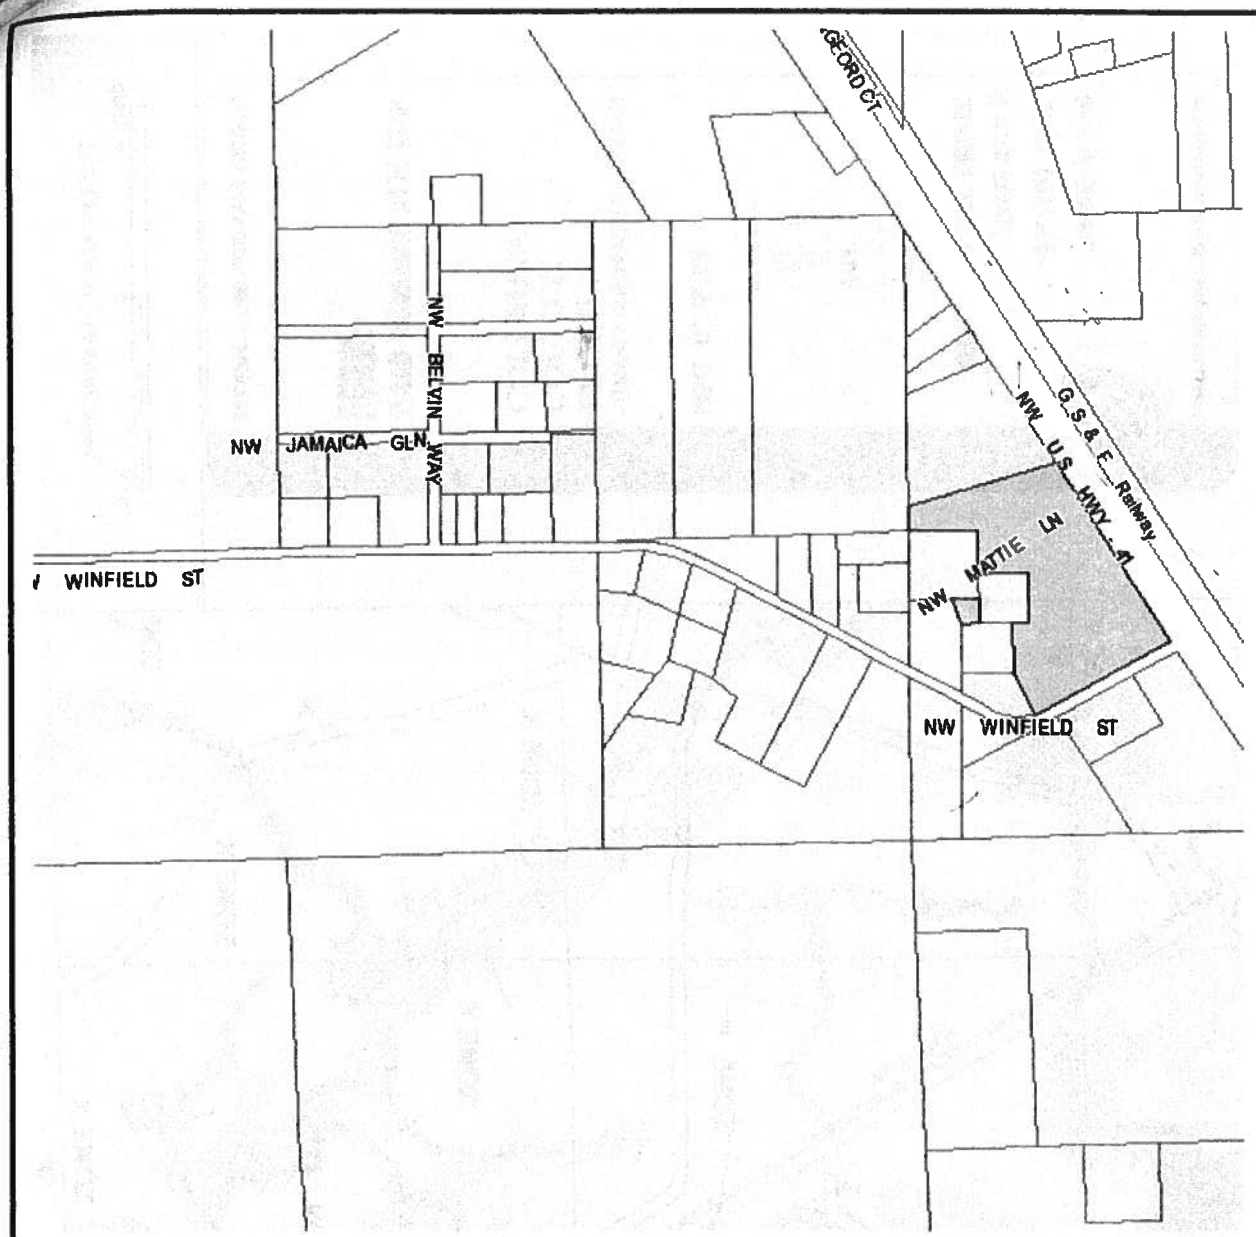 GEORD CT
NW BELVIN WAY
NW JAMAICA GLN
G S & F Railway
NW U S HWY 41
NW MATTIE LN
WINFIELD ST
NW WINFIELD ST